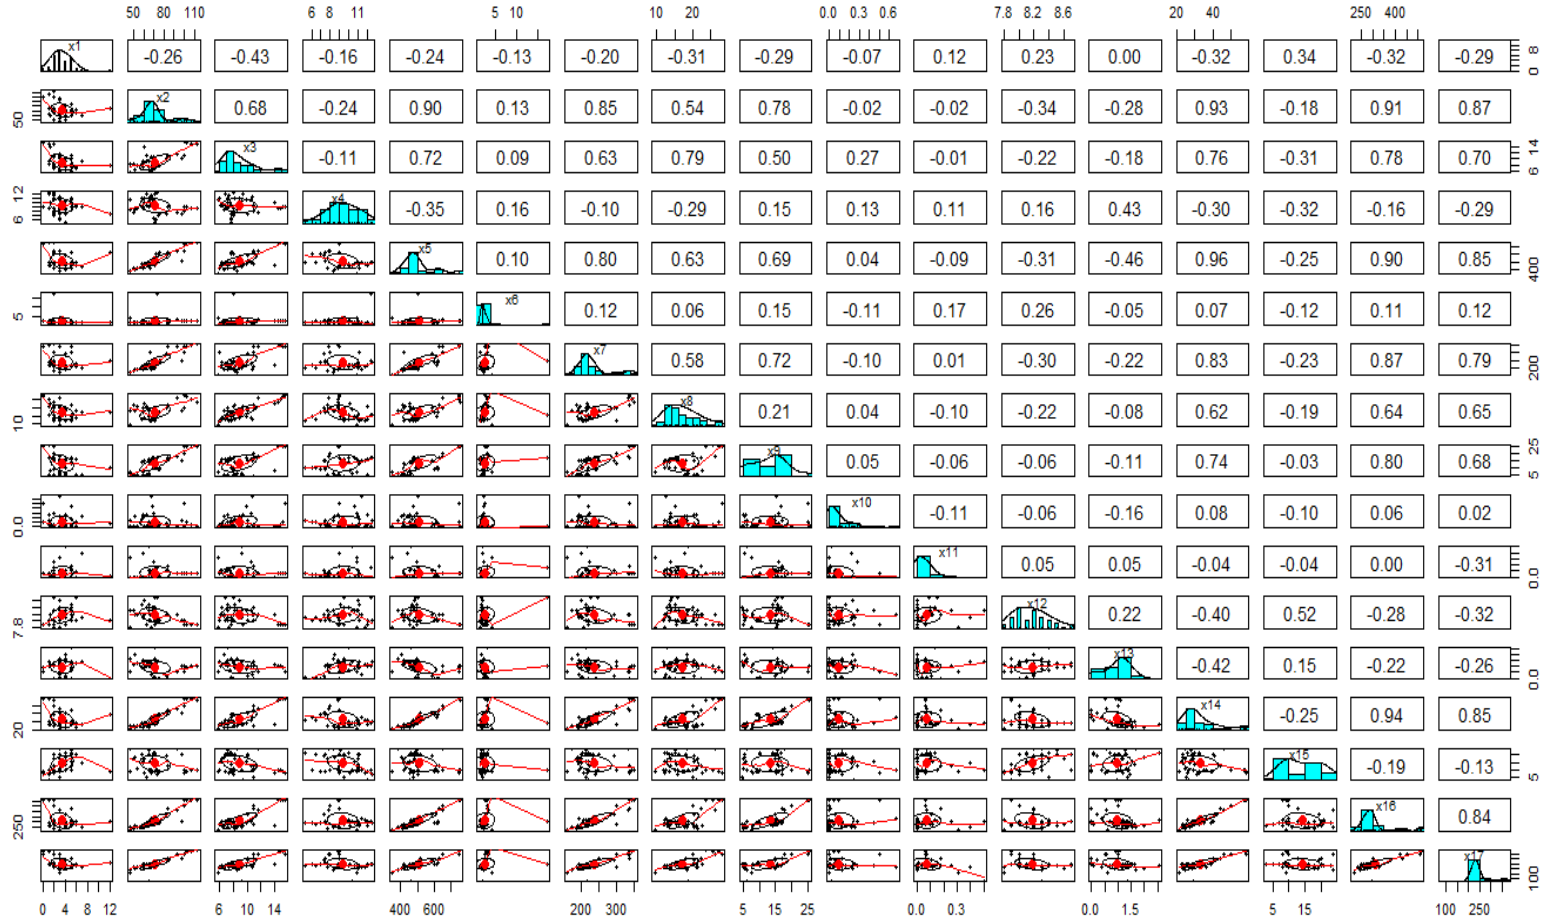 50 80 110 6 8 11 5 10 10 20 0.0 0.3 0.6 7.8 8.2 8.6 20 40 250 400
x1 -0.26 -0.43 -0.16 -0.24 -0.13 -0.20 -0.31 -0.29 -0.07 0.12 0.23 0.00 -0.32 0.34 -0.32 -0.29 0 8
50 x2 0.68 -0.24 0.90 0.13 0.85 0.54 0.78 -0.02 -0.02 -0.34 -0.28 0.93 -0.18 0.91 0.87
x3 -0.11 0.72 0.09 0.63 0.79 0.50 0.27 -0.01 -0.22 -0.18 0.76 -0.31 0.78 0.70 6 14
6 12 x4 -0.35 0.16 -0.10 -0.29 0.15 0.13 0.11 0.16 0.43 -0.30 -0.32 -0.16 -0.29
x5 0.10 0.80 0.63 0.69 0.04 -0.09 -0.31 -0.46 0.96 -0.25 0.90 0.85 400
5 x6 0.12 0.06 0.15 -0.11 0.17 0.26 -0.05 0.07 -0.12 0.11 0.12
x7 0.58 0.72 -0.10 0.01 -0.30 -0.22 0.83 -0.23 0.87 0.79 200
10 x8 0.21 0.04 -0.10 -0.22 -0.08 0.62 -0.19 0.64 0.65
x9 0.05 -0.06 -0.06 -0.11 0.74 -0.03 0.80 0.68 5 25
0.0 x10 -0.11 -0.06 -0.16 0.08 -0.10 0.06 0.02
x11 0.05 0.05 -0.04 -0.04 0.00 -0.31 0.0
7.8 x12 0.22 -0.40 0.52 -0.28 -0.32
x13 -0.42 0.15 -0.22 -0.26 0.0
20 x14 -0.25 0.94 0.85
x15 -0.19 -0.13 5
250 x16 0.84
x17 100
0 4 8 12 6 10 14 400 600 200 300 5 15 25 0.0 0.3 0.0 1.5 5 15 100 250